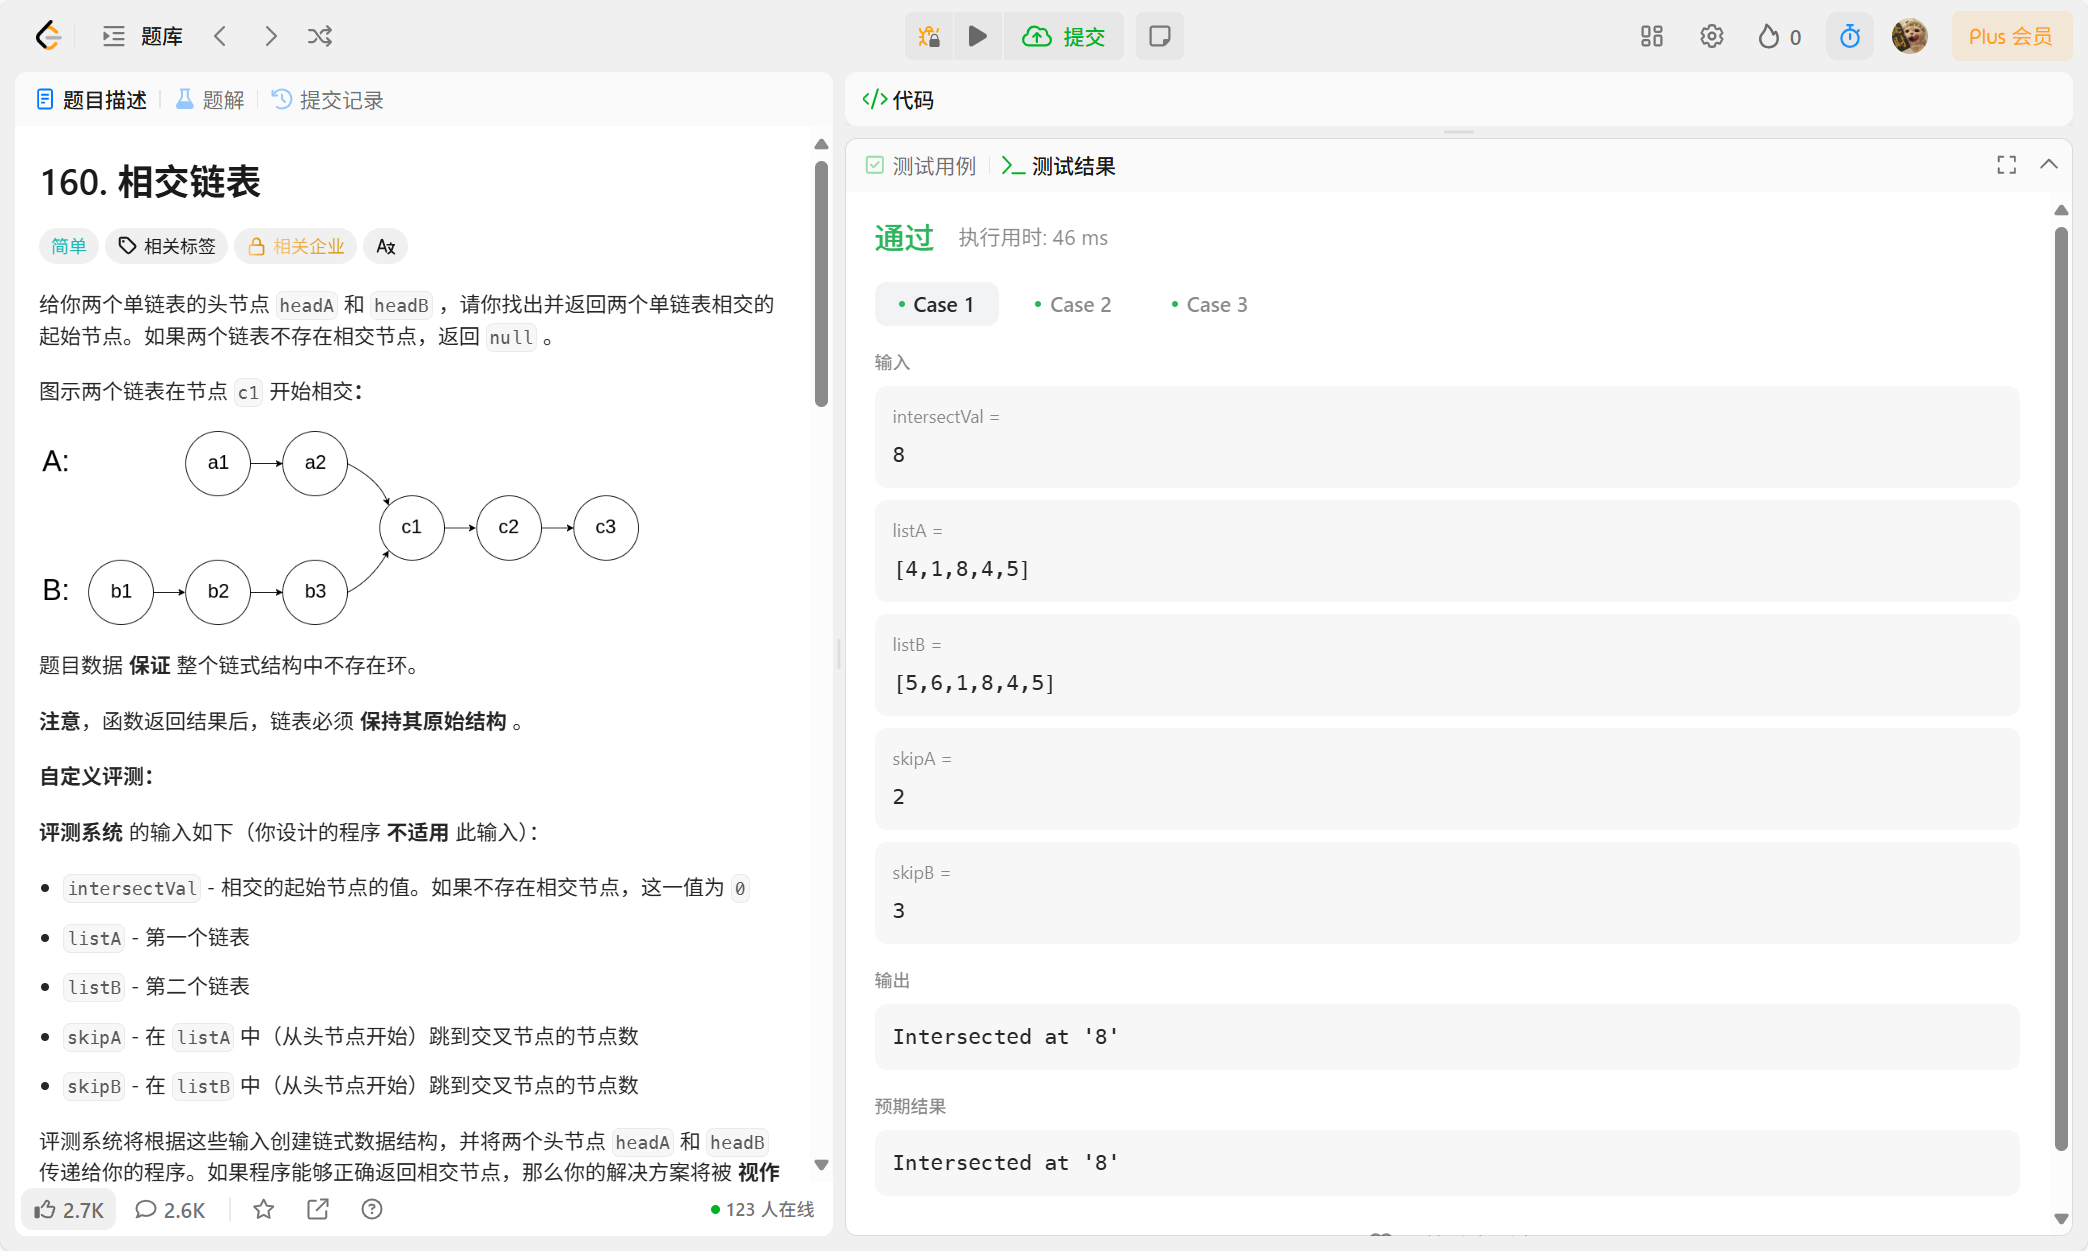 题库
提交
0
Plus 会员
题目描述
题解
提交记录
160. 相交链表
简单
相关标签
相关企业
给你两个单链表的头节点 headA 和 headB ，请你找出并返回两个单链表相交的
起始节点。如果两个链表不存在相交节点，返回 null 。
图示两个链表在节点 c1 开始相交：
A:
a1
a2
c1
c2
c3
B:
b1
b2
b3
题目数据 保证 整个链式结构中不存在环。
注意，函数返回结果后，链表必须 保持其原始结构 。
自定义评测：
评测系统 的输入如下（你设计的程序 不适用 此输入）：
intersectVal - 相交的起始节点的值。如果不存在相交节点，这一值为 0
listA - 第一个链表
listB - 第二个链表
skipA - 在 listA 中（从头节点开始）跳到交叉节点的节点数
skipB - 在 listB 中（从头节点开始）跳到交叉节点的节点数
评测系统将根据这些输入创建链式数据结构，并将两个头节点 headA 和 headB
传递给你的程序。如果程序能够正确返回相交节点，那么你的解决方案将被 视作
2.7K
2.6K
123 人在线
代码
测试用例
测试结果
通过
执行用时: 46 ms
Case 1
Case 2
Case 3
输入
intersectVal =
8
listA =
[4,1,8,4,5]
listB =
[5,6,1,8,4,5]
skipA =
2
skipB =
3
输出
Intersected at '8'
预期结果
Intersected at '8'